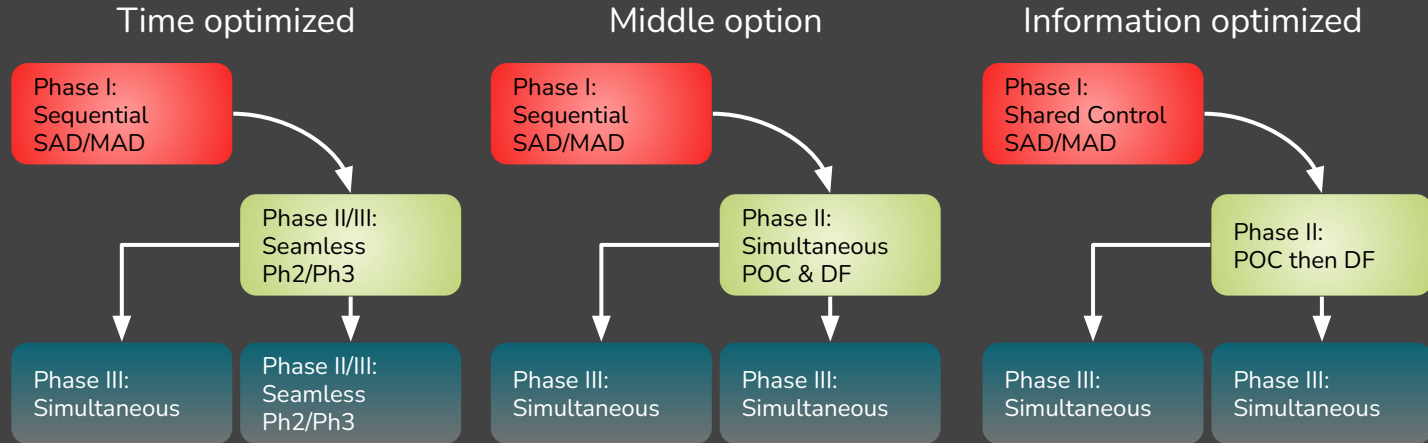 Time optimized
Middle option
Information optimized
Phase I:
Sequential
SAD/MAD
Phase I:
Sequential
SAD/MAD
Phase I:
Shared Control
SAD/MAD
Phase II/III:
Seamless
Ph2/Ph3
Phase II:
Simultaneous
POC & DF
Phase II:
POC then DF
Phase III:
Simultaneous
Phase II/III:
Seamless
Ph2/Ph3
Phase III:
Simultaneous
Phase III:
Simultaneous
Phase III:
Simultaneous
Phase III:
Simultaneous